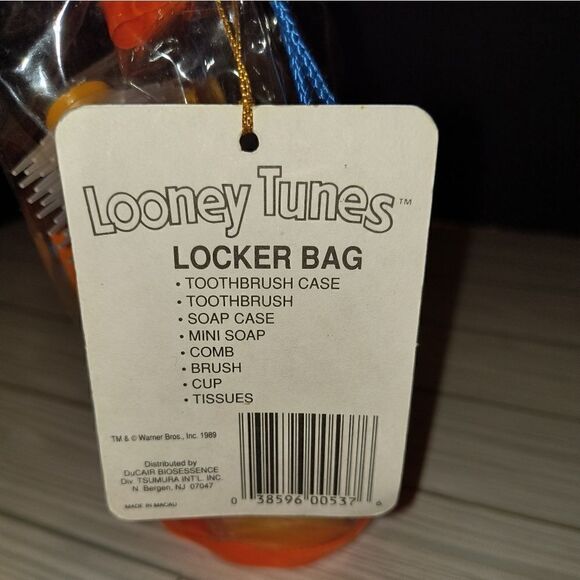 Looney Tunes™
LOCKER BAG
• TOOTHBRUSH CASE
• TOOTHBRUSH
• SOAP CASE
• MINI SOAP
• COMB
• BRUSH
• CUP
• TISSUES
TM & © Warner Bros., Inc. 1989
Distributed by
DuCAIR BIOESSENCE
Div. TSUMURA INT'L. INC.
N. Bergen, NJ 07047
MADE IN MACAU
0 38596 00537 6